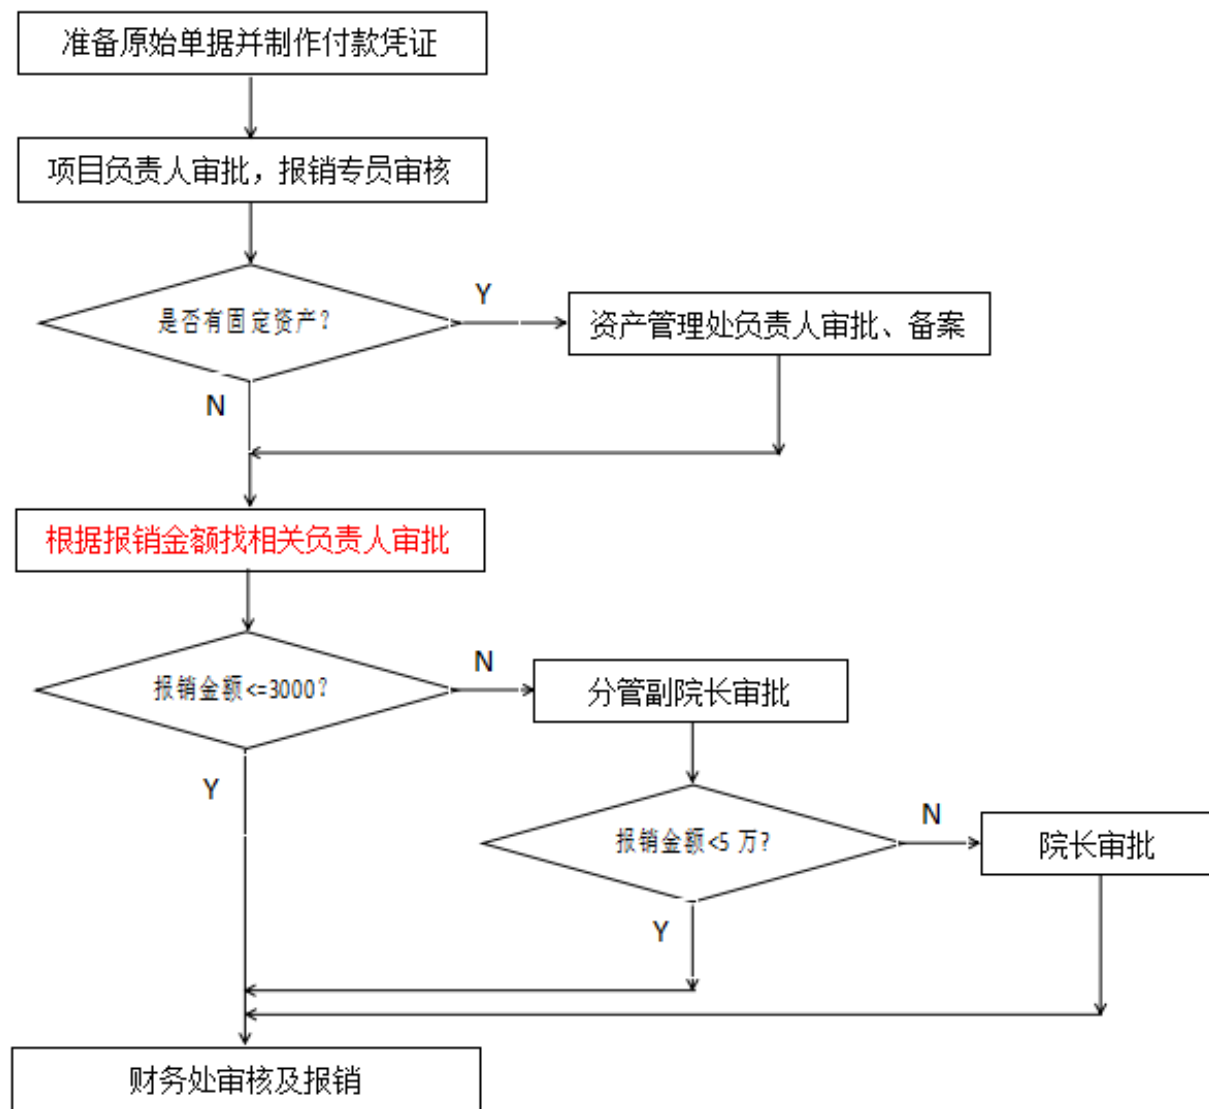 准备原始单据并制作付款凭证
项目负责人审批，报销专员审核
是否有固定资产?
Y
资产管理处负责人审批、备案
N
根据报销金额找相关负责人审批
报销金额<=3000?
N
分管副院长审批
Y
报销金额<5 万?
N
院长审批
Y
财务处审核及报销